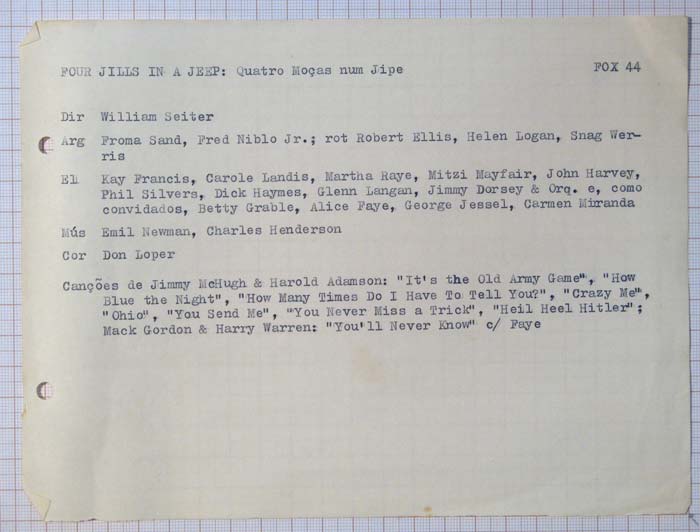 FOUR JILLS IN A JEEP: Quatro Moças num Jipe FOX 44
Dir William Seiter
Arg Froma Sand, Fred Niblo Jr.; rot Robert Ellis, Helen Logan, Snag Wer-
ris
El Kay Francis, Carole Landis, Martha Raye, Mitzi Mayfair, John Harvey,
Phil Silvers, Dick Haymes, Glenn Langan, Jimmy Dorsey & Orq. e, como
convidados, Betty Grable, Alice Faye, George Jessel, Carmen Miranda
Mús Emil Newman, Charles Henderson
Cor Don Loper
Canções de Jimmy McHugh & Harold Adamson: "It's the Old Army Game", "How
Blue the Night", "How Many Times Do I Have To Tell You?", "Crazy Me",
"Ohio", "You Send Me", "You Never Miss a Trick", "Heil Heel Hitler";
Mack Gordon & Harry Warren: "You'll Never Know" c/ Faye